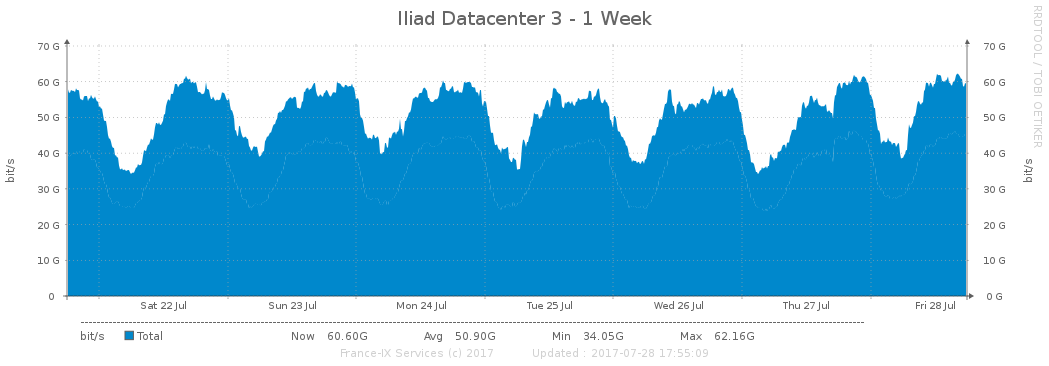 Iliad Datacenter 3 - 1 Week
RRDTOOL / TOBI OETIKER
70 G 70 G
60 G 60 G
50 G 50 G
40 G 40 G
30 G 30 G
20 G 20 G
10 G 10 G
0 0 G
bit/s bit/s
Sat 22 Jul Sun 23 Jul Mon 24 Jul Tue 25 Jul Wed 26 Jul Thu 27 Jul Fri 28 Jul
bit/s Total Now 60.60G Avg 50.90G Min 34.05G Max 62.16G
France-IX Services (c) 2017 Updated : 2017-07-28 17:55:09